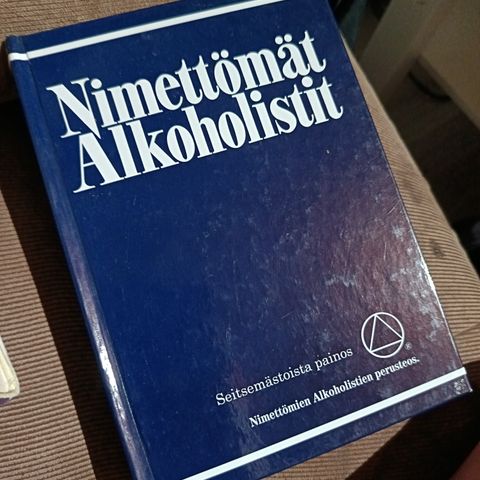 Nimettömät
Alkoholistit
Seitsemästoista painos
®
Nimettömien Alkoholistien perusteos.